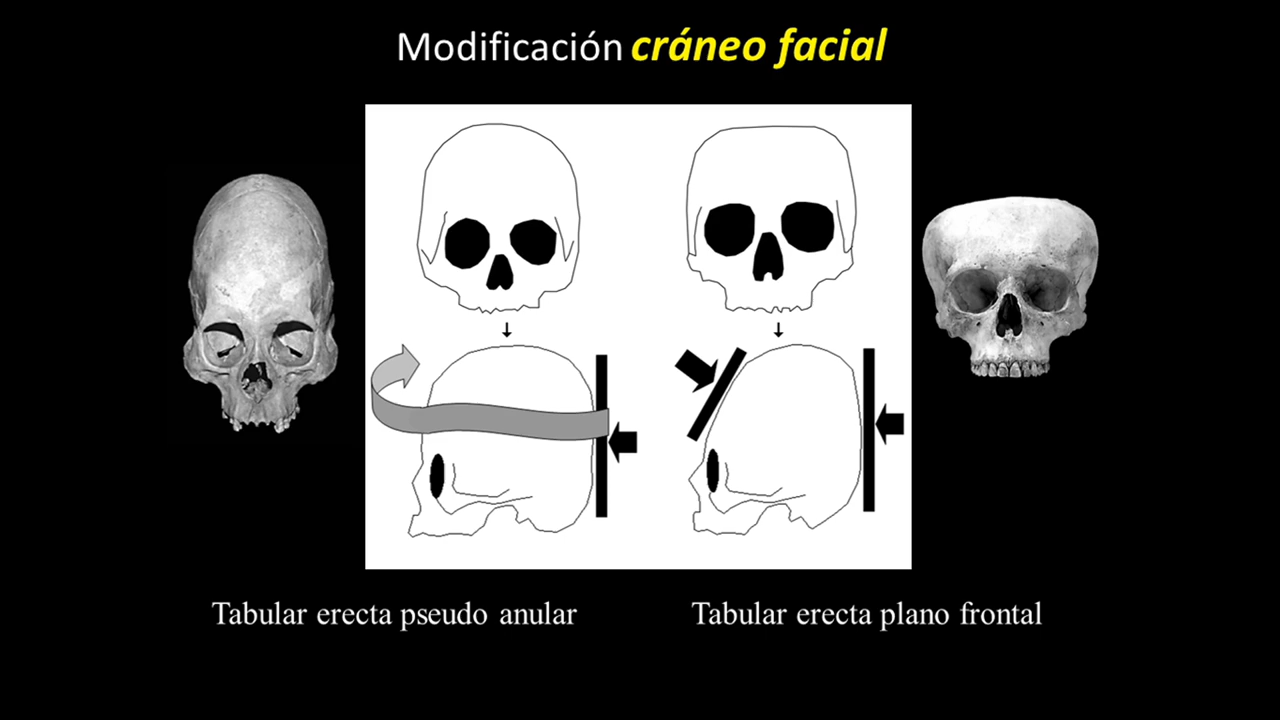 Modificación cráneo facial
Tabular erecta pseudo anular
Tabular erecta plano frontal